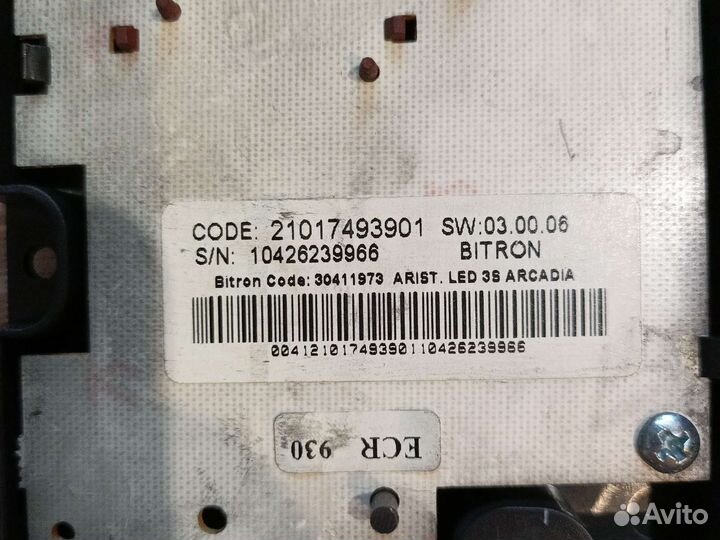 CODE: 21017493901 SW:03.00.06
S/N: 10426239966 BITRON
Bitron Code: 30411973 ARIST. LED 3S ARCADIA
00412101749390110426239966
ECR 930
Avito